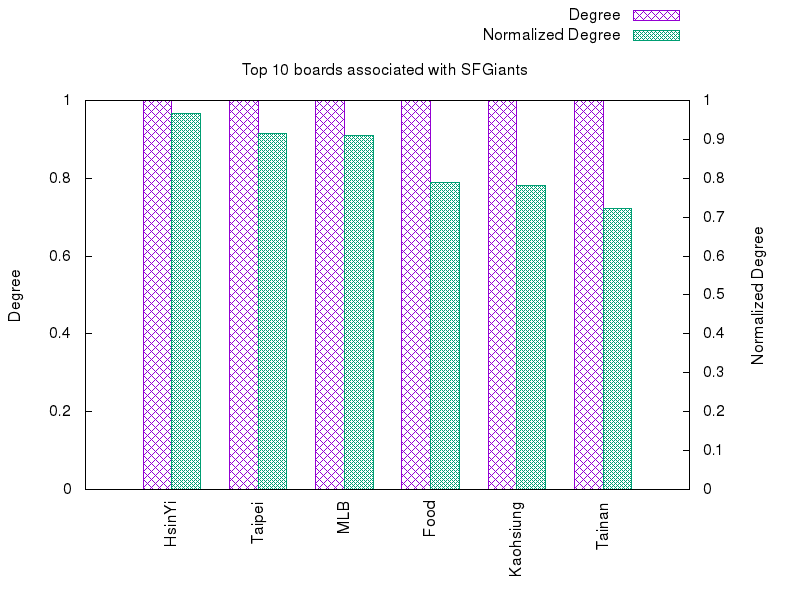 Degree
Normalized Degree
Top 10 boards associated with SFGiants
1
0.8
0.6
0.4
0.2
0
Degree
1
0.9
0.8
0.7
0.6
0.5
0.4
0.3
0.2
0.1
0
Normalized Degree
HsinYi
Taipei
MLB
Food
Kaohsiung
Tainan